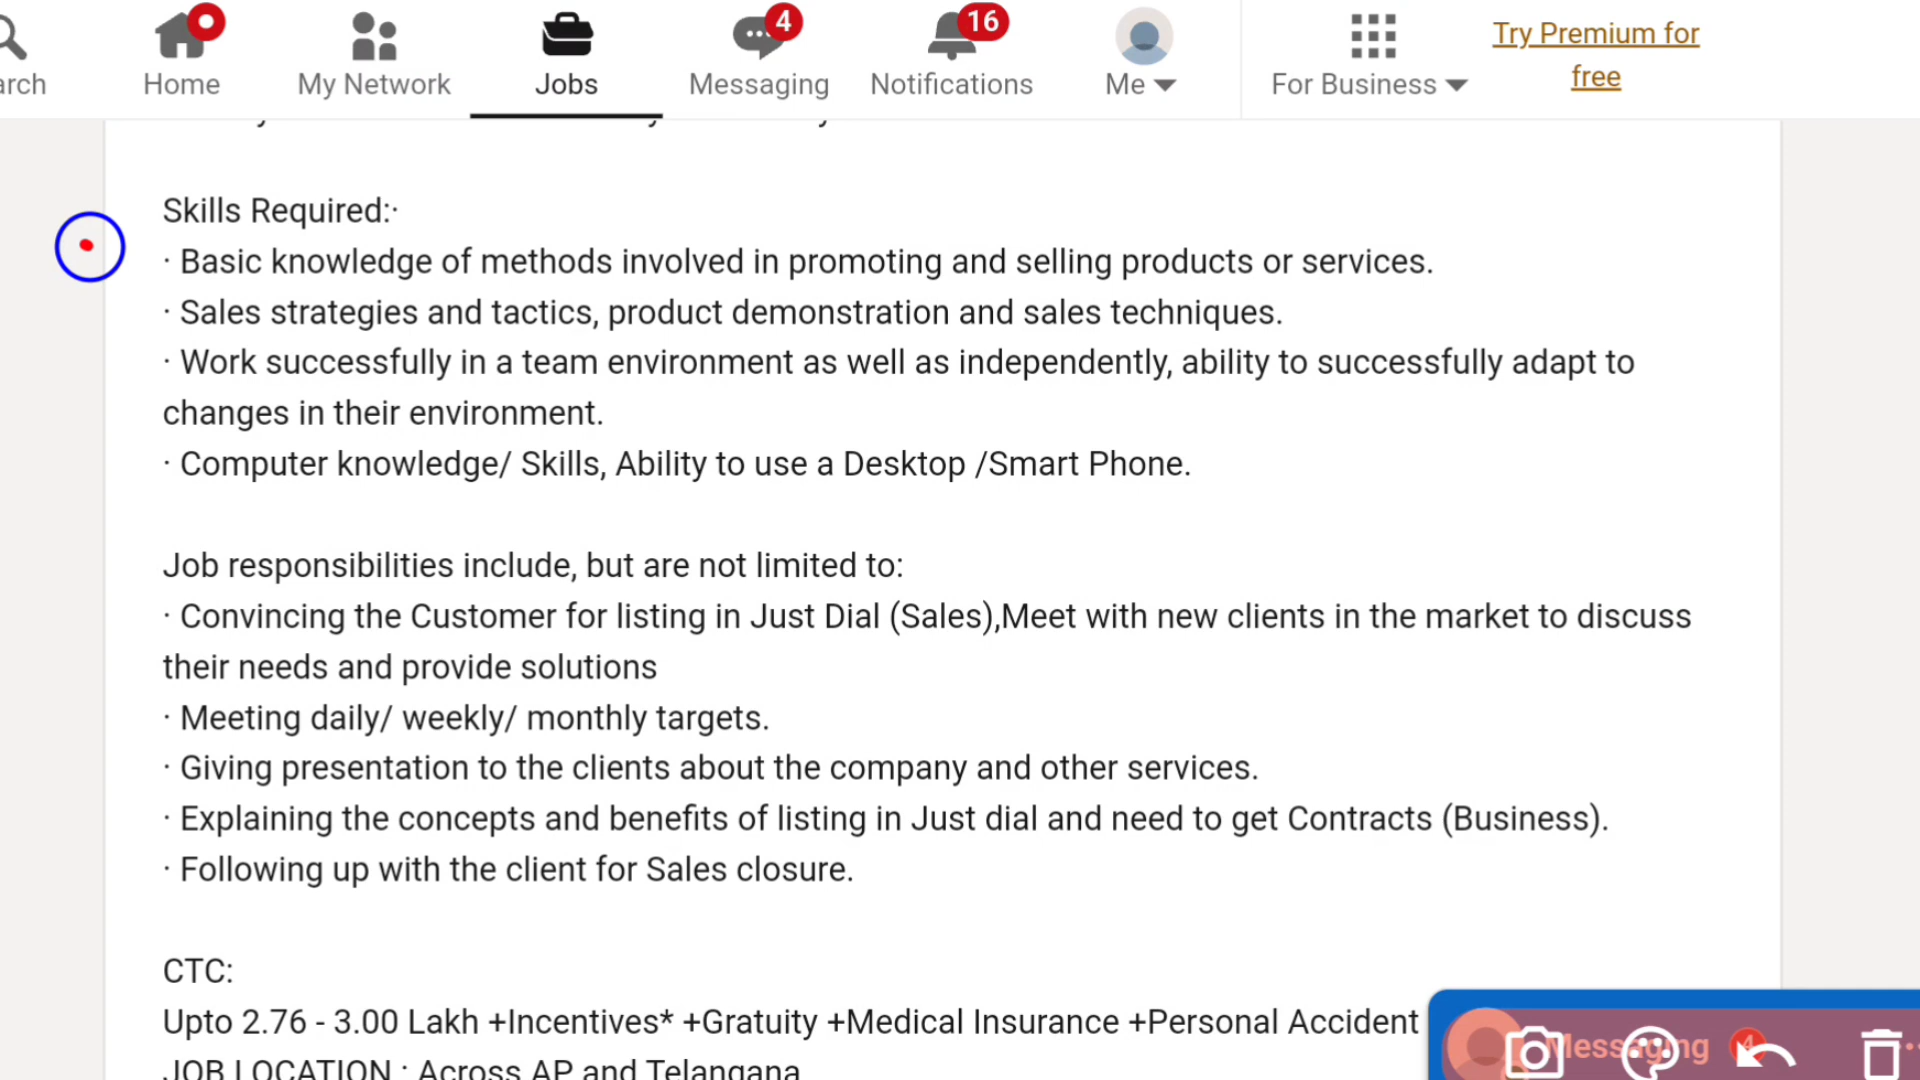 arch
Home
My Network
Jobs
4
Messaging
16
Notifications
Me
For Business
Try Premium for
free
Skills Required:·
· Basic knowledge of methods involved in promoting and selling products or services.
· Sales strategies and tactics, product demonstration and sales techniques.
· Work successfully in a team environment as well as independently, ability to successfully adapt to
changes in their environment.
· Computer knowledge/ Skills, Ability to use a Desktop /Smart Phone.
Job responsibilities include, but are not limited to:
· Convincing the Customer for listing in Just Dial (Sales),Meet with new clients in the market to discuss
their needs and provide solutions
· Meeting daily/ weekly/ monthly targets.
· Giving presentation to the clients about the company and other services.
· Explaining the concepts and benefits of listing in Just dial and need to get Contracts (Business).
· Following up with the client for Sales closure.
CTC:
Upto 2.76 - 3.00 Lakh +Incentives* +Gratuity +Medical Insurance +Personal Accident
JOB LOCATION : Across AP and Telangana
Messaging